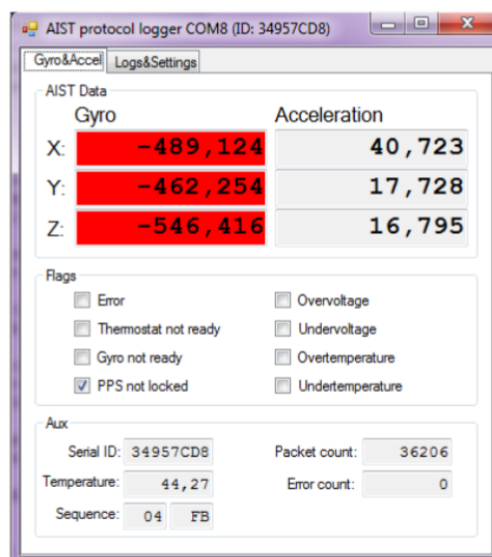 AIST protocol logger COM8 (ID: 34957CD8)
Gyro&Accel Logs&Settings
AIST Data
Gyro Acceleration
X: -489,124 40,723
Y: -462,254 17,728
Z: -546,416 16,795
Flags
Error Overvoltage
Thermostat not ready Undervoltage
Gyro not ready Overtemperature
PPS not locked Undertemperature
Aux
Serial ID: 34957CD8 Packet count: 36206
Temperature: 44,27 Error count: 0
Sequence: 04 FB